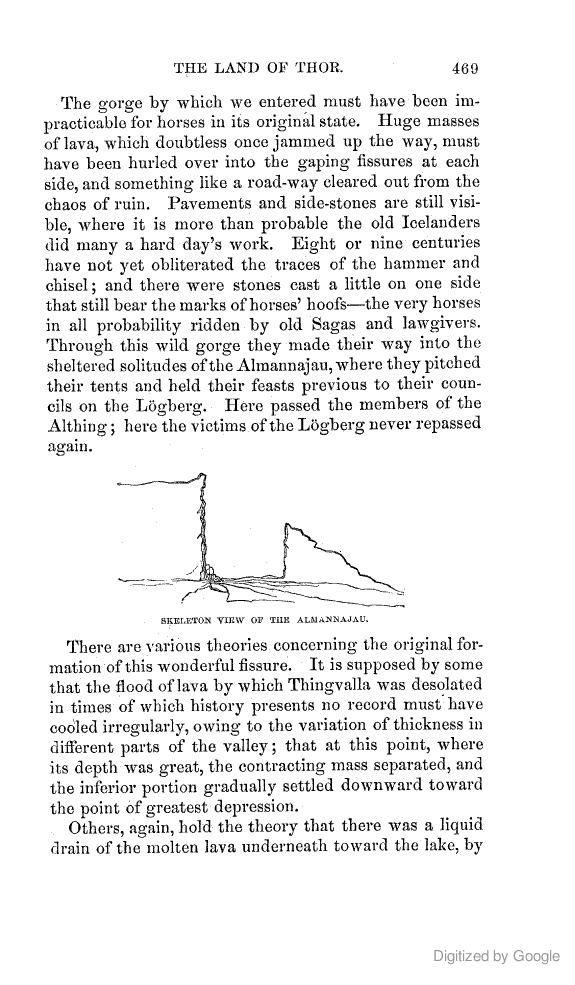 THE LAND OF THOR. 469
The gorge by which we entered must have been im-
practicable for horses in its original state. Huge masses
of lava, which doubtless once jammed up the way, must
have been hurled over into the gaping fissures at each
side, and something like a road-way cleared out from the
chaos of ruin. Pavements and side-stones are still visi-
ble, where it is more than probable the old Icelanders
did many a hard day's work. Eight or nine centuries
have not yet obliterated the traces of the hammer and
chisel; and there were stones cast a little on one side
that still bear the marks of horses' hoofs—the very horses
in all probability ridden by old Sagas and lawgivers.
Through this wild gorge they made their way into the
sheltered solitudes of the Almannajau, where they pitched
their tents and held their feasts previous to their coun-
cils on the Lögberg. Here passed the members of the
Althing; here the victims of the Lögberg never repassed
again.
SKELETON VIEW OF THE ALMANNAJAU.
There are various theories concerning the original for-
mation of this wonderful fissure. It is supposed by some
that the flood of lava by which Thingvalla was desolated
in times of which history presents no record must have
cooled irregularly, owing to the variation of thickness in
different parts of the valley; that at this point, where
its depth was great, the contracting mass separated, and
the inferior portion gradually settled downward toward
the point of greatest depression.
Others, again, hold the theory that there was a liquid
drain of the molten lava underneath toward the lake, by
Digitized by Google